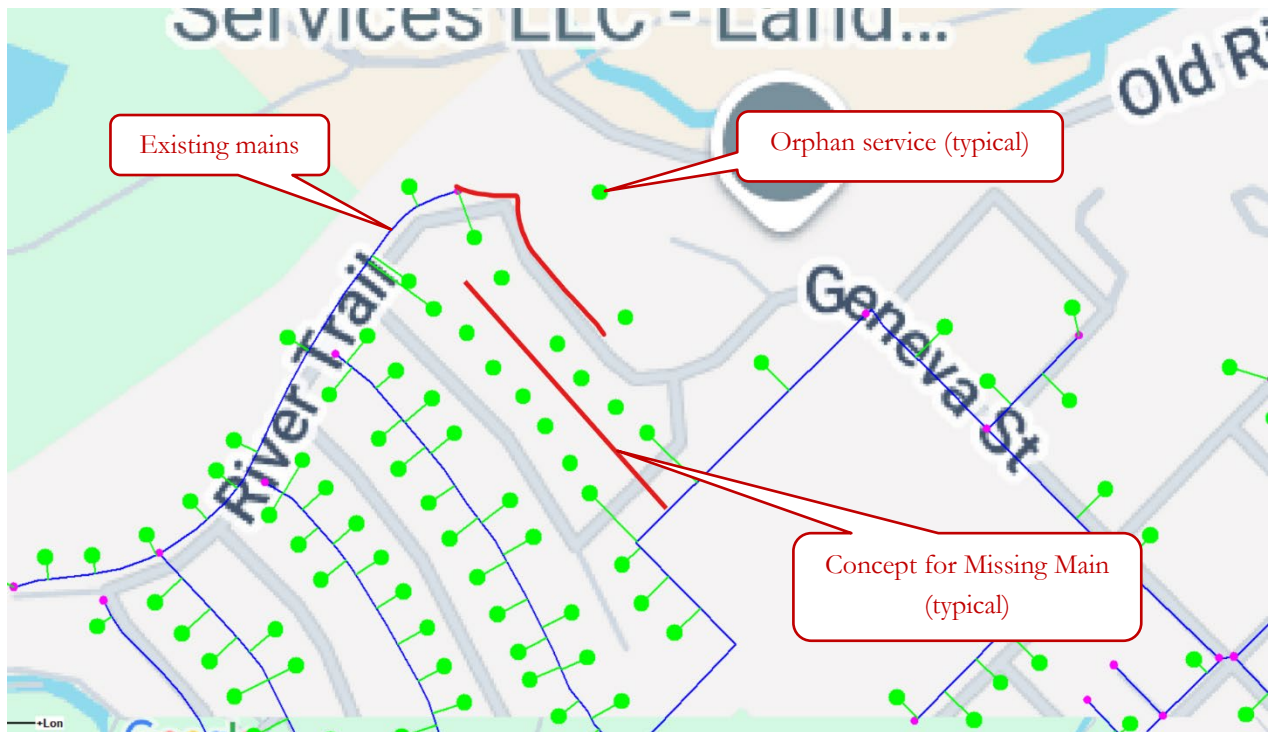 Services LLC - Land...
Old Ri
Existing mains
Orphan service (typical)
River Trail
Geneva St
Concept for Missing Main
(typical)
+Lon
Google